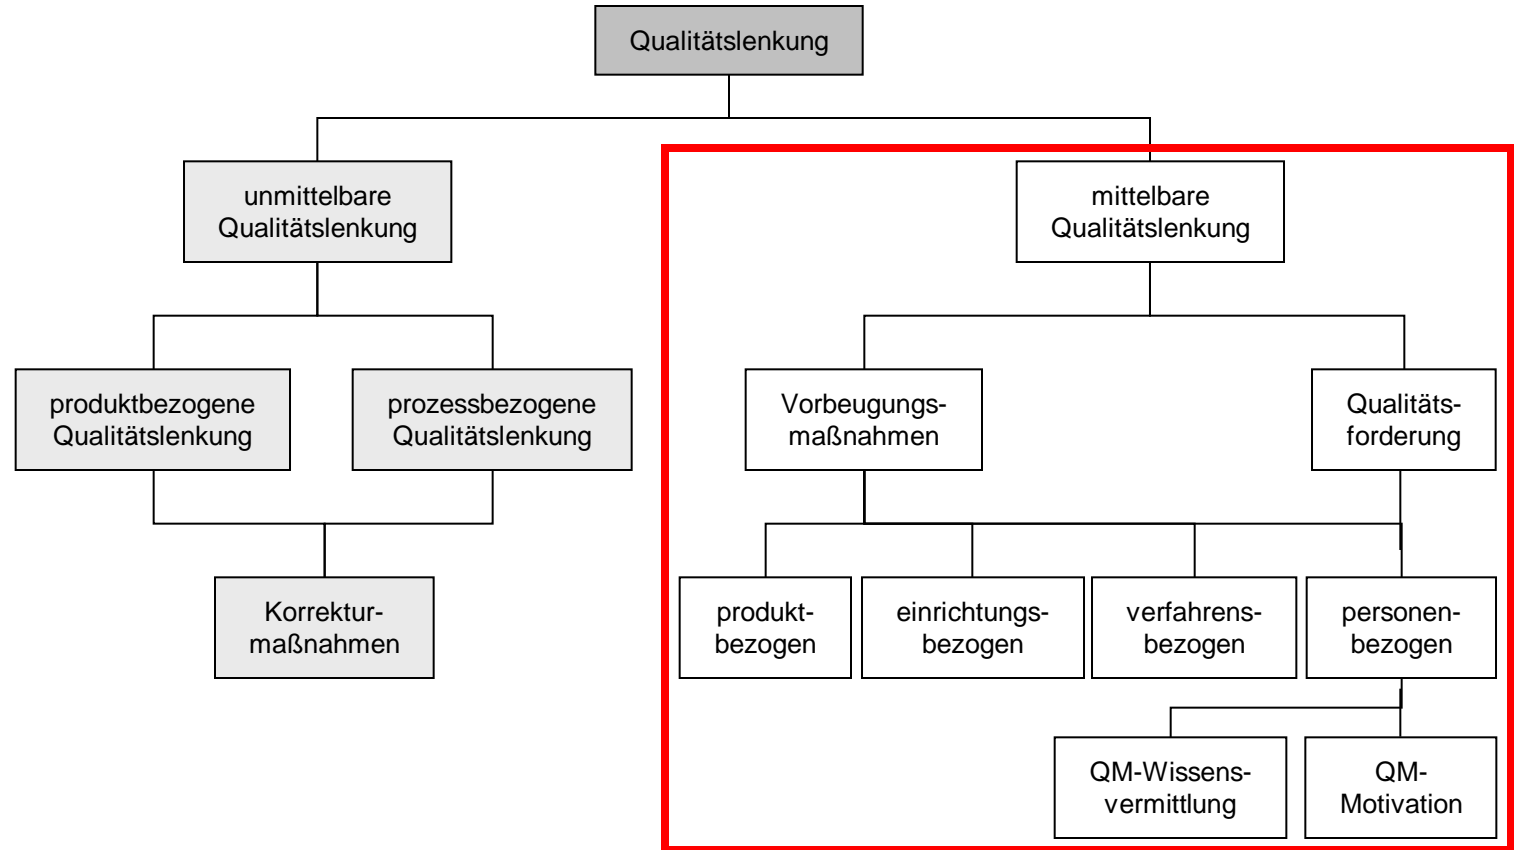 Qualitätslenkung
unmittelbare
Qualitätslenkung
mittelbare
Qualitätslenkung
produktbezogene
Qualitätslenkung
prozessbezogene
Qualitätslenkung
Vorbeugungs-
maßnahmen
Qualitäts-
forderung
Korrektur-
maßnahmen
produkt-
bezogen
einrichtungs-
bezogen
verfahrens-
bezogen
personen-
bezogen
QM-Wissens-
vermittlung
QM-
Motivation